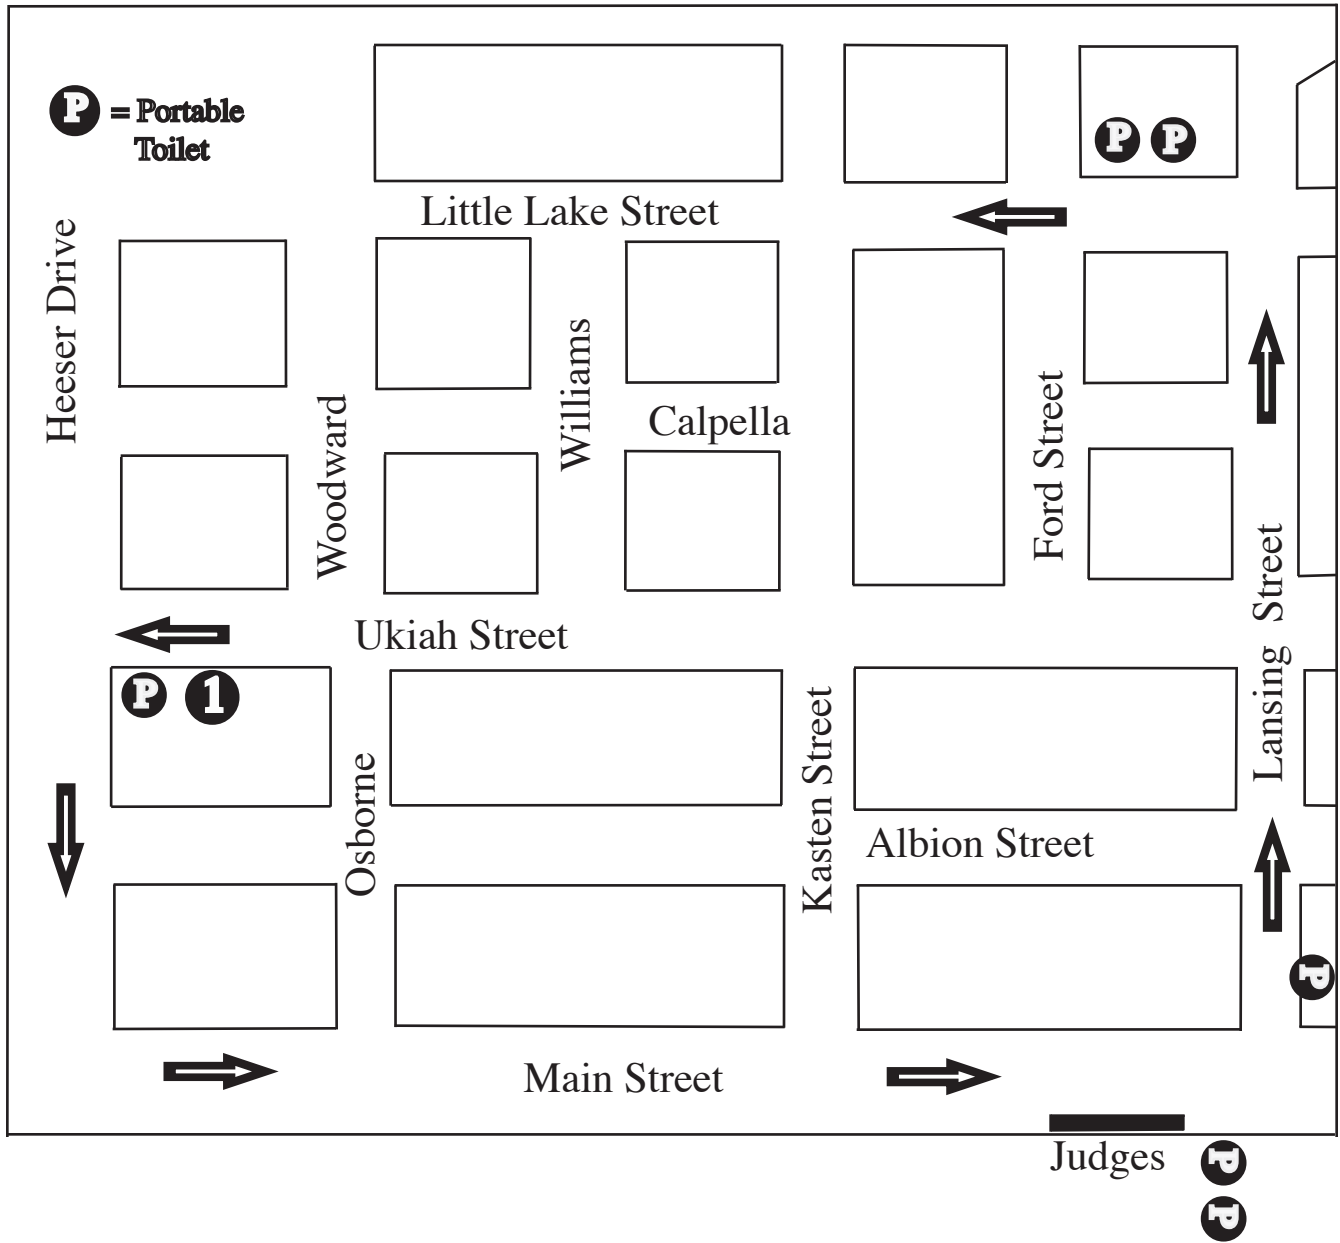 P = Portable
Toilet
P P
Little Lake Street
Heeser Drive
Williams
Calpella
Woodward
Ford Street
Ukiah Street
Lansing Street
P 1
Osborne
Kasten Street
Albion Street
P
Main Street
Judges
P
P